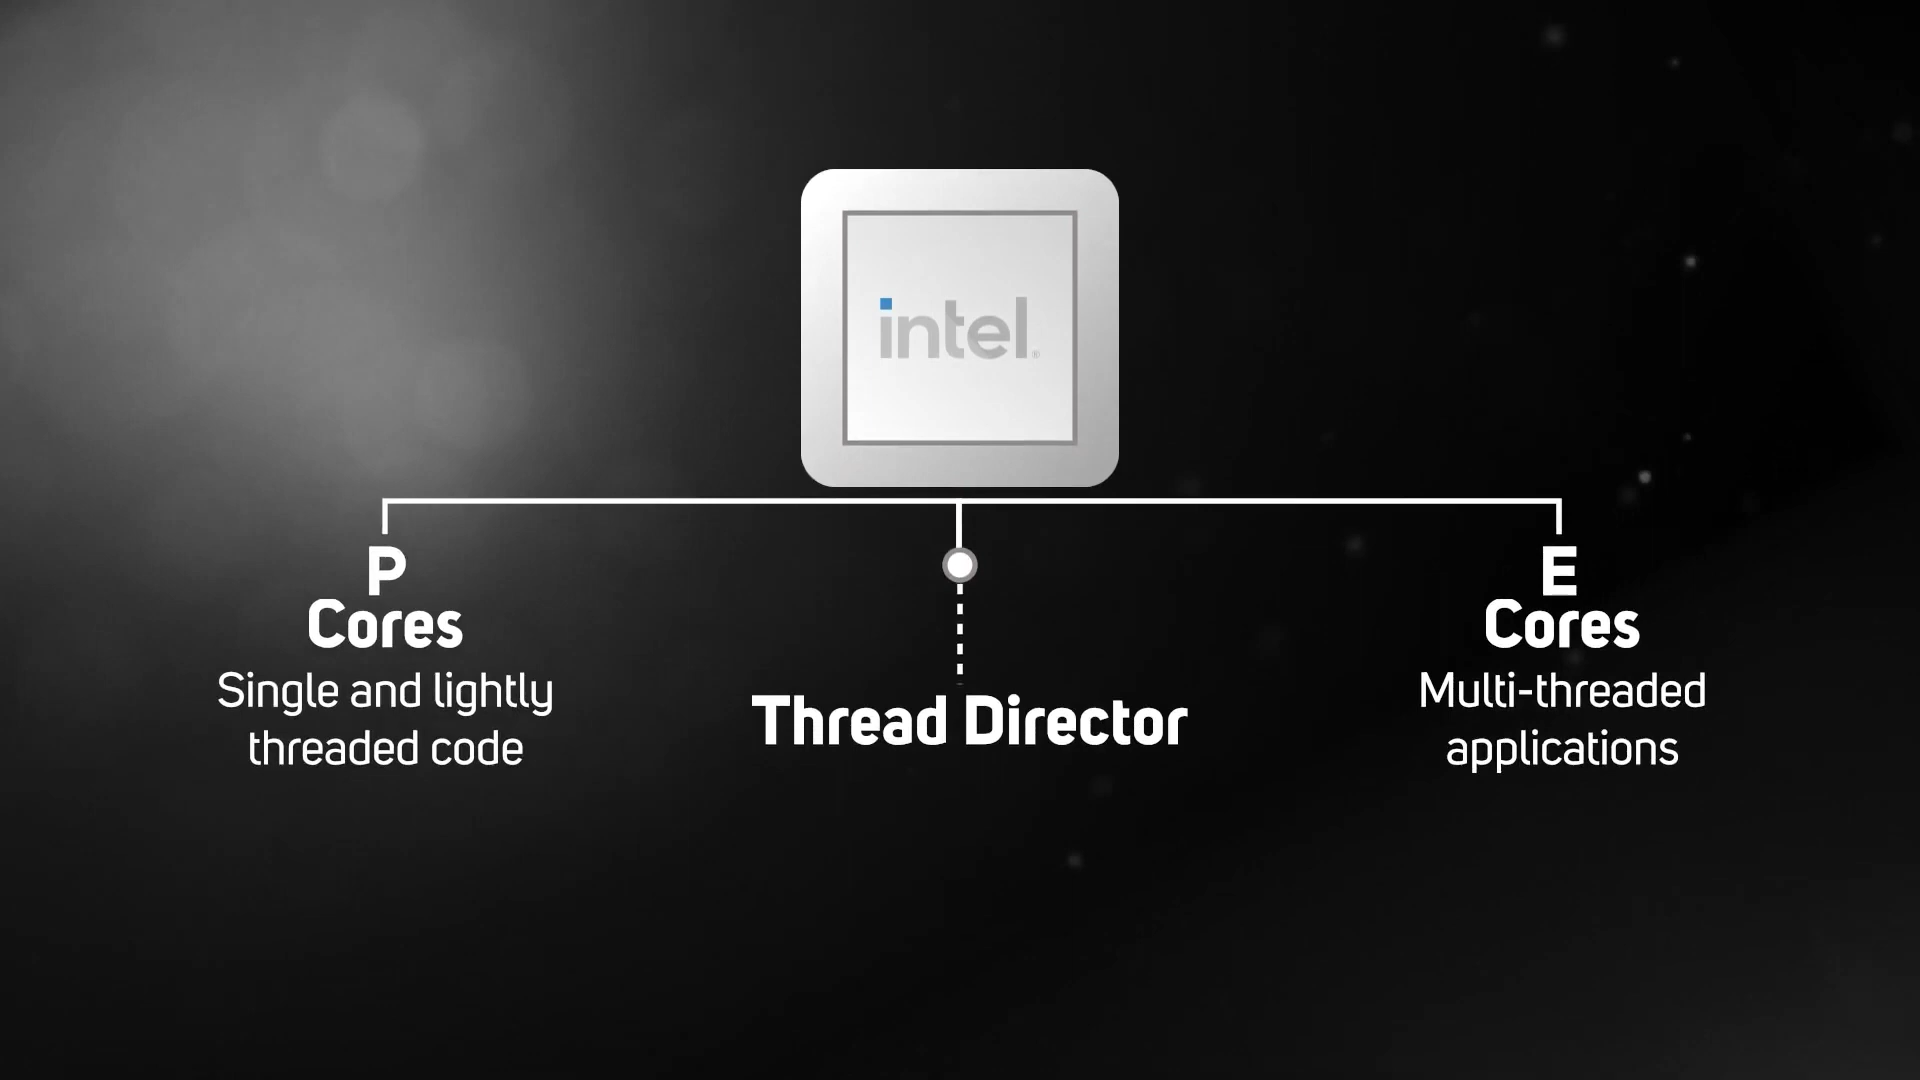 intel®
P
Cores
Single and lightly
threaded code
Thread Director
E
Cores
Multi-threaded
applications